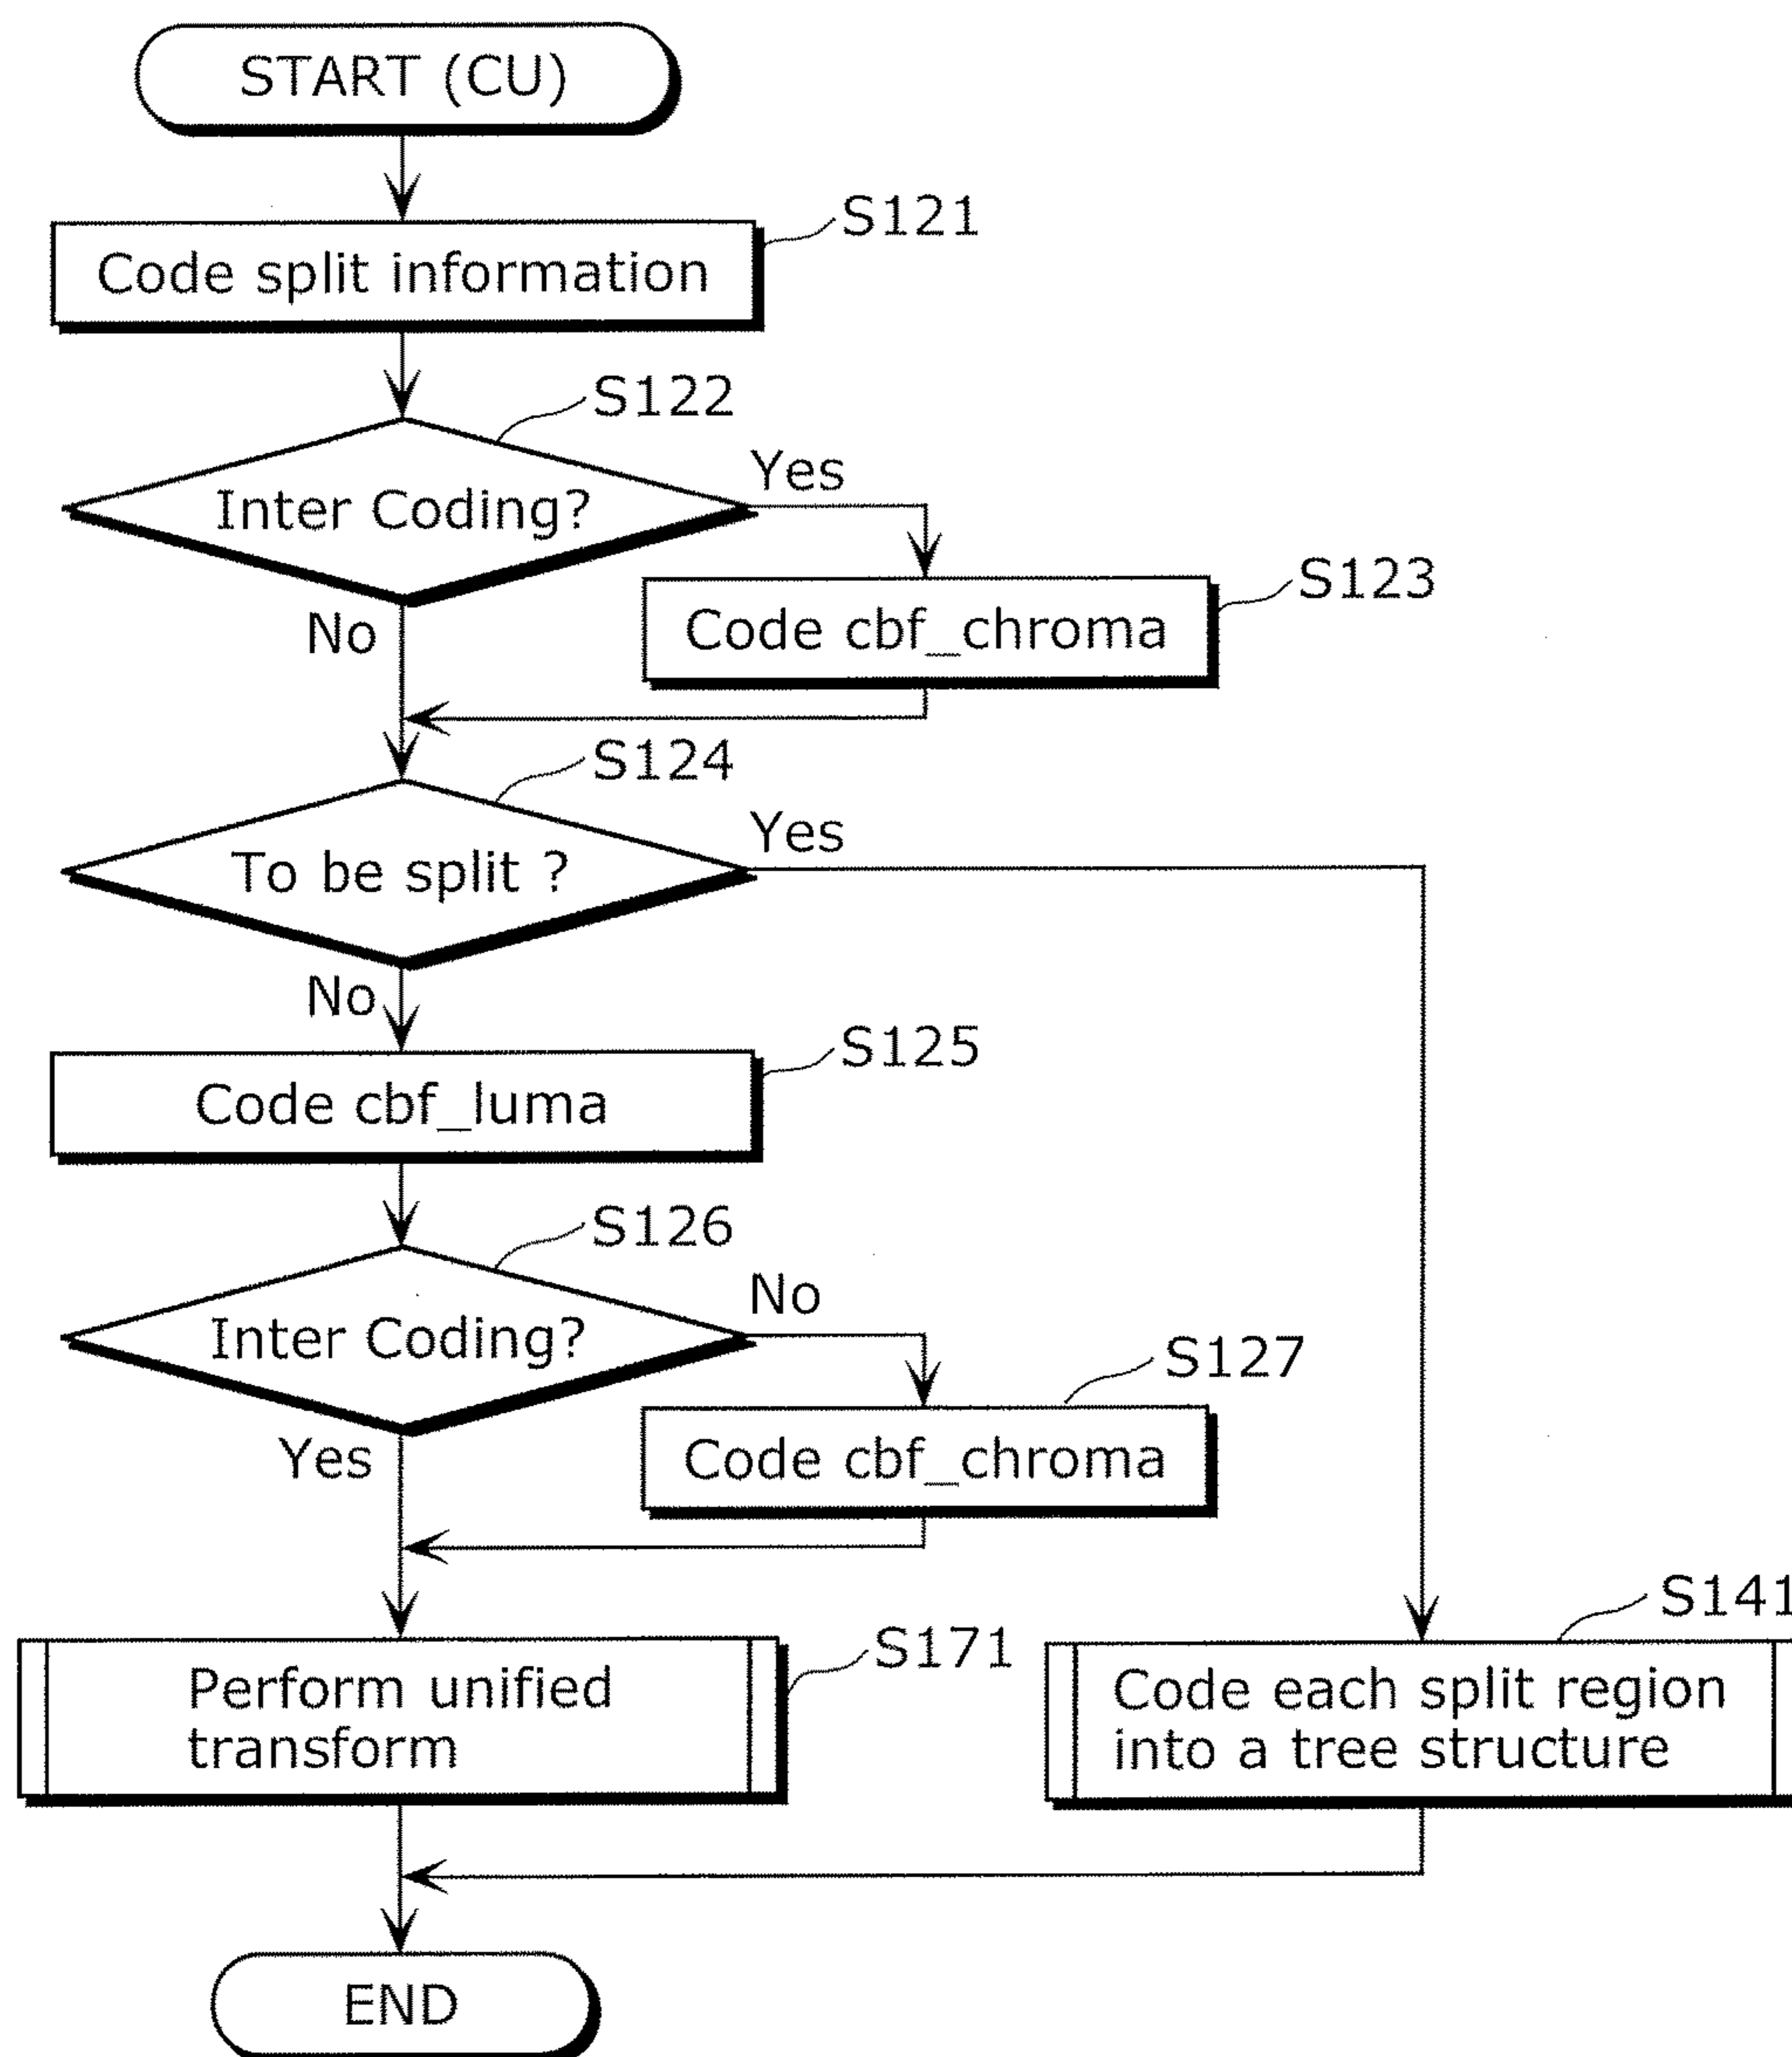 START (CU)
S121
Code split information
S122
Inter Coding?
Yes
No
S123
Code cbf_chroma
S124
To be split ?
Yes
No
S125
Code cbf_luma
S126
Inter Coding?
No
Yes
S127
Code cbf_chroma
S171
Perform unified
transform
S141
Code each split region
into a tree structure
END